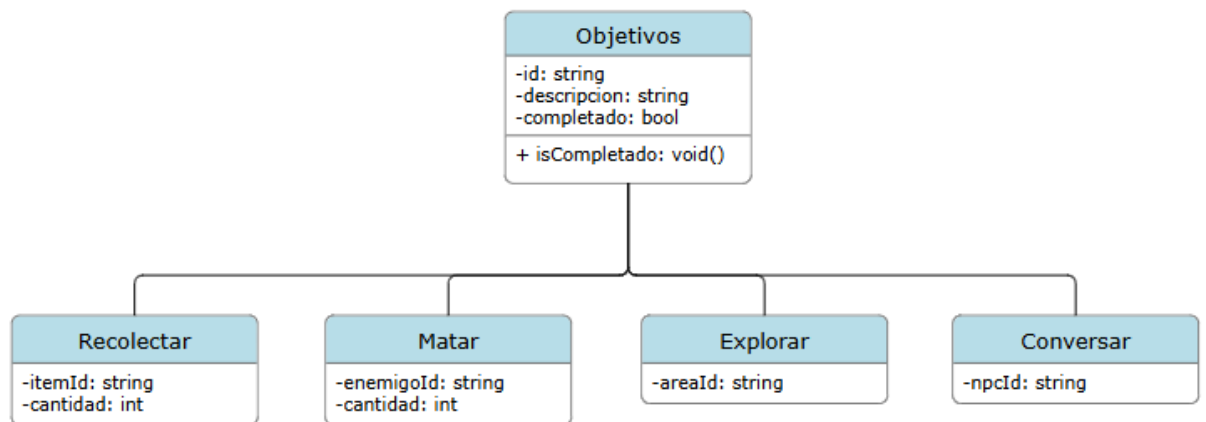 Objetivos
-id: string
-descripcion: string
-completado: bool
+ isCompletado: void()
Recolectar
-itemId: string
-cantidad: int
Matar
-enemigoId: string
-cantidad: int
Explorar
-areaId: string
Conversar
-npcId: string